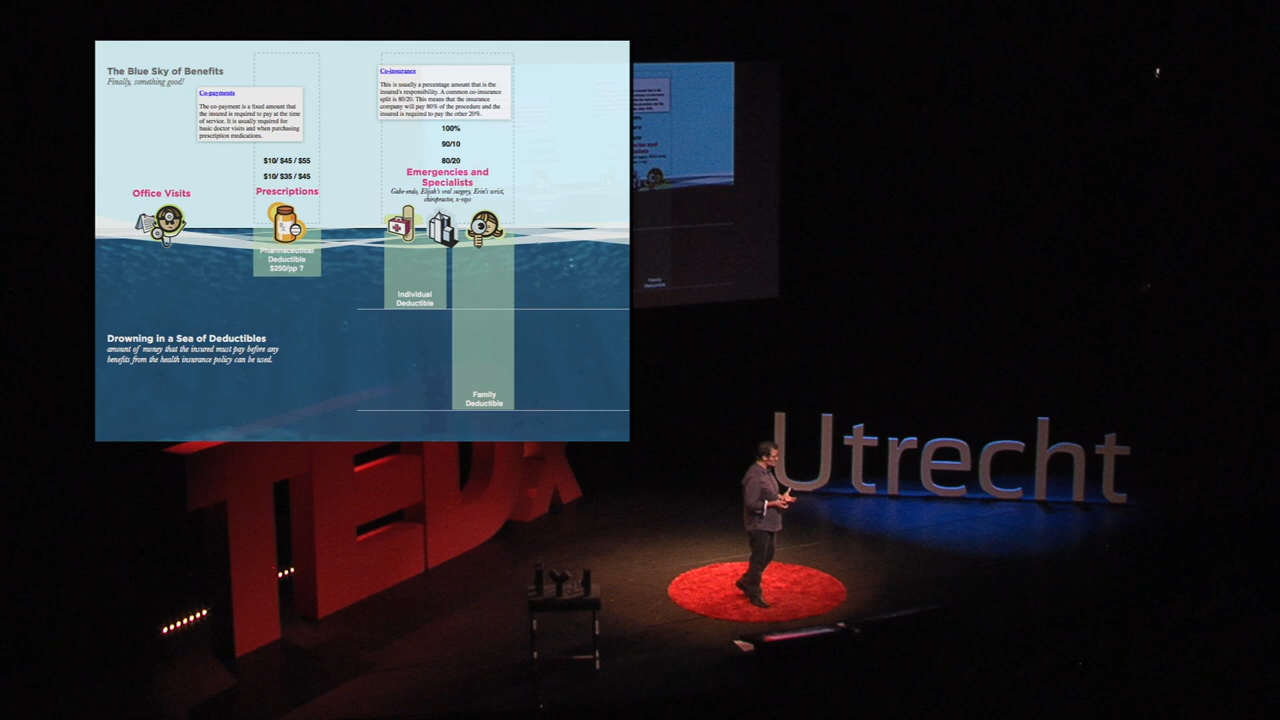 The Blue Sky of Benefits
Finally, something good!
Co-payments
The co-payment is a fixed amount that
the insured is required to pay at the time
of service. It is usually required for
basic doctor visits and when purchasing
prescription medications.
Co-insurance
This is usually a percentage amount that is the
insured's responsibility. A common co-insurance
split is 80/20. This means that the insurance
company will pay 80% of the procedure and the
insured is required to pay the other 20%.
100%
90/10
80/20
$10/ $45 / $55
$10/ $35 / $45
Office Visits
Prescriptions
Emergencies and
Specialists
Gabe-endo, Elijah's oral surgery, Erin's wrist,
chiropractor, x-rays
Pharmaceutical
Deductible
$250/pp ?
Individual
Deductible
Drowning in a Sea of Deductibles
amount of money that the insured must pay before any
benefits from the health insurance policy can be used.
Family
Deductible
Family
Deductible
TEDx
Utrecht